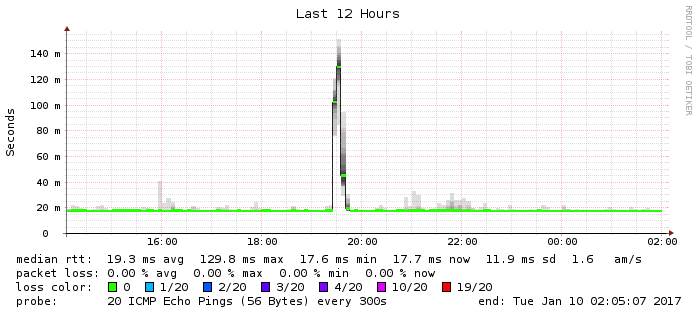 Last 12 Hours
RRDTOOL / TOBI OETIKER
Seconds
140 m
120 m
100 m
80 m
60 m
40 m
20 m
0
16:00 18:00 20:00 22:00 00:00 02:00
median rtt: 19.3 ms avg 129.8 ms max 17.6 ms min 17.7 ms now 11.9 ms sd 1.6 am/s
packet loss: 0.00 % avg 0.00 % max 0.00 % min 0.00 % now
loss color: 0 1/20 2/20 3/20 4/20 10/20 19/20
probe: 20 ICMP Echo Pings (56 Bytes) every 300s end: Tue Jan 10 02:05:07 2017